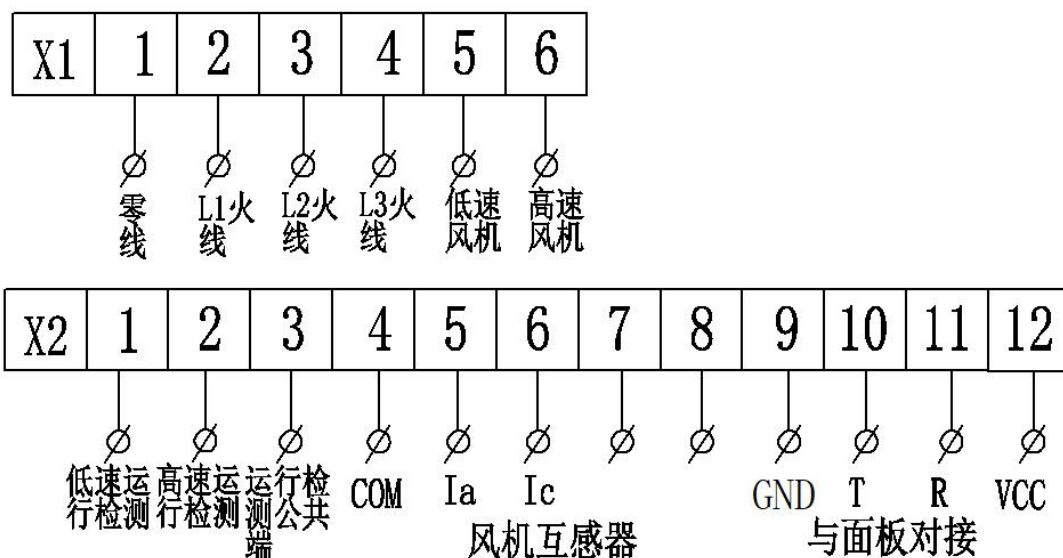 X1 1 2 3 4 5 6
零线 L1火线 L2火线 L3火线 低速风机 高速风机
X2 1 2 3 4 5 6 7 8 9 10 11 12
低速运行检测 高速运行检测 运行检测公共端 COM Ia Ic GND T R VCC
风机互感器 与面板对接